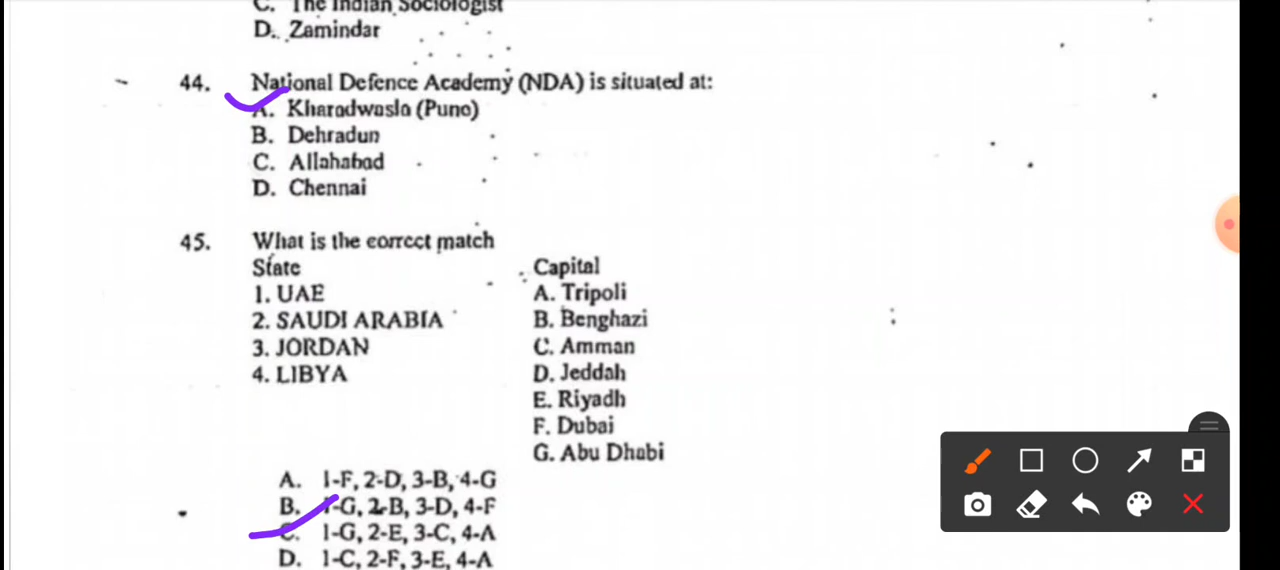 C. The Indian Sociologist
D. Zamindar
44. National Defence Academy (NDA) is situated at:
A. Kharadwasla (Pune)
B. Dehradun
C. Allahabad
D. Chennai
45. What is the correct match
State Capital
1. UAE A. Tripoli
2. SAUDI ARABIA B. Benghazi
3. JORDAN C. Amman
4. LIBYA D. Jeddah
E. Riyadh
F. Dubai
G. Abu Dhabi
A. 1-F, 2-D, 3-B, 4-G
B. 1-G, 2-B, 3-D, 4-F
C. 1-G, 2-E, 3-C, 4-A
D. 1-C, 2-F, 3-E, 4-A